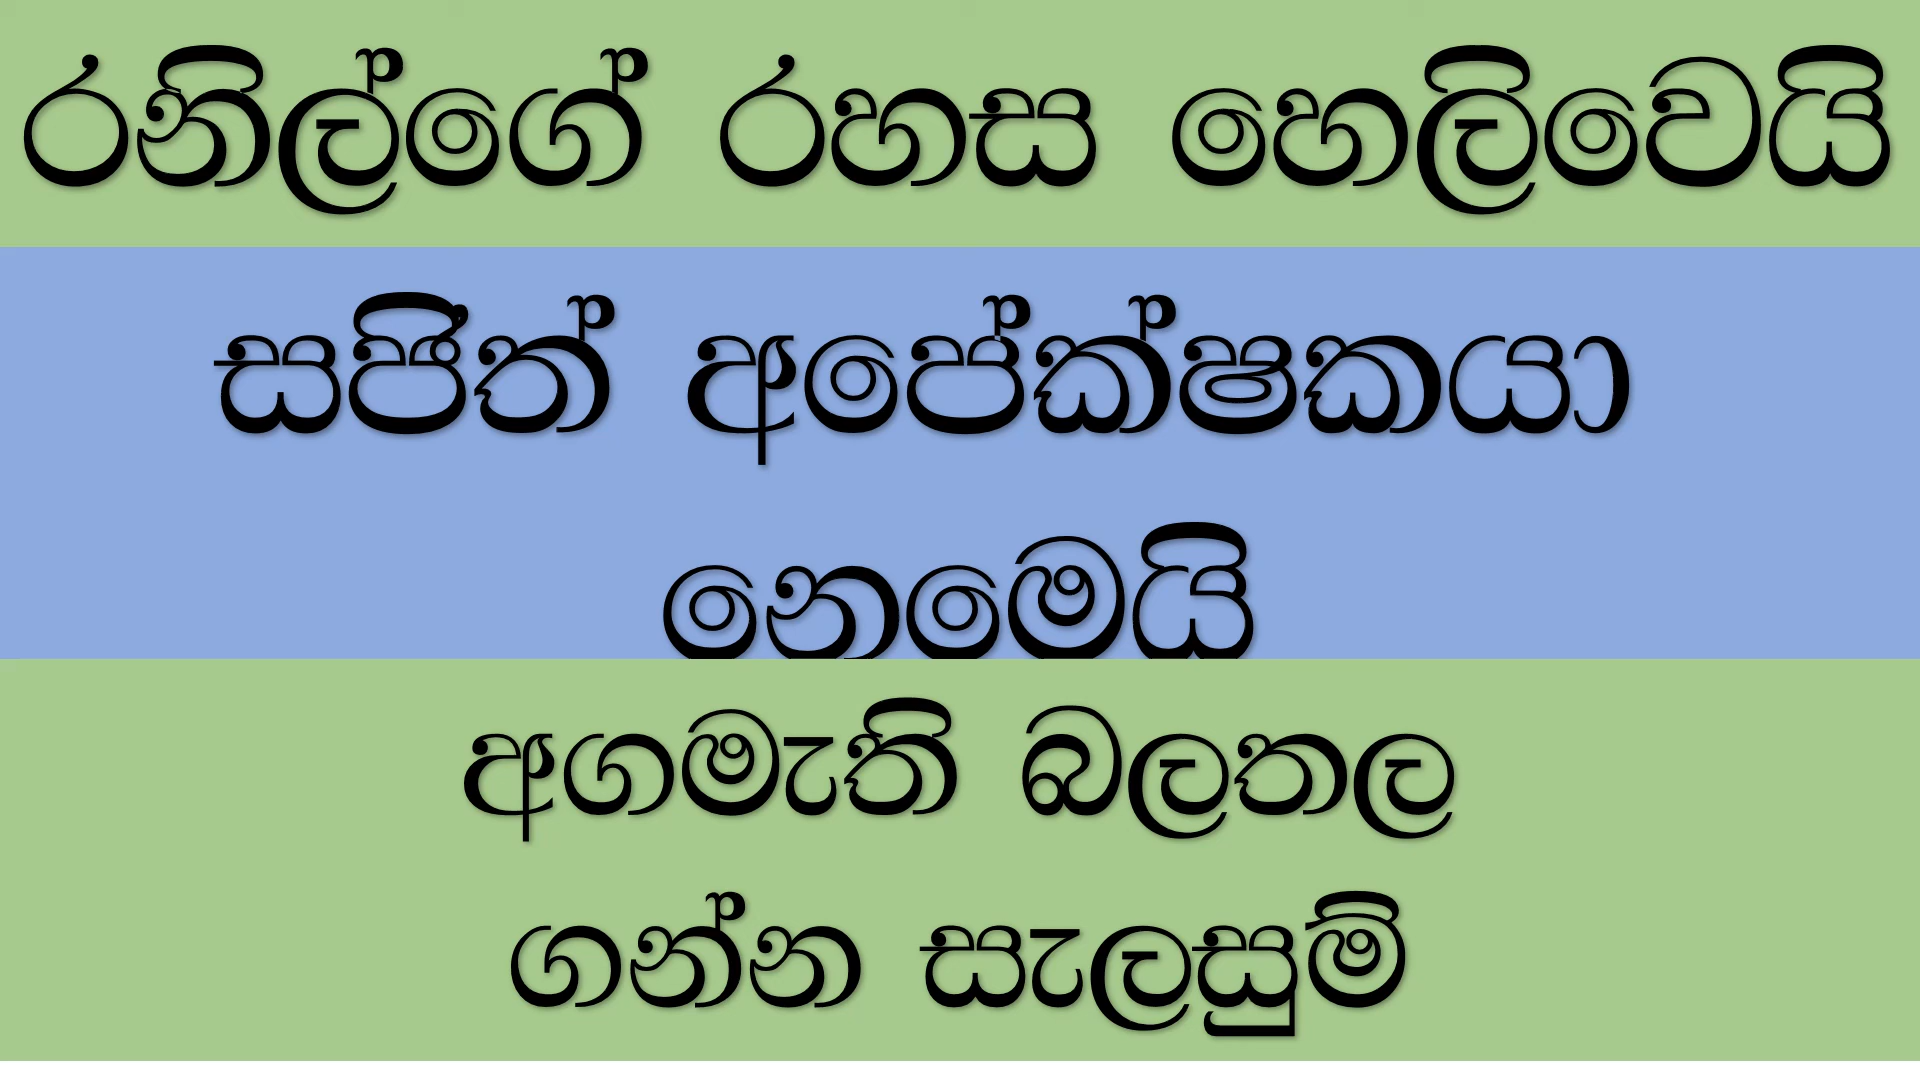 රනිල්ගේ රහස හෙලිවෙයි
සජිත් අපේක්ෂකයා
නෙමෙයි
අගමැති බලතල
ගන්න සැලසුම්